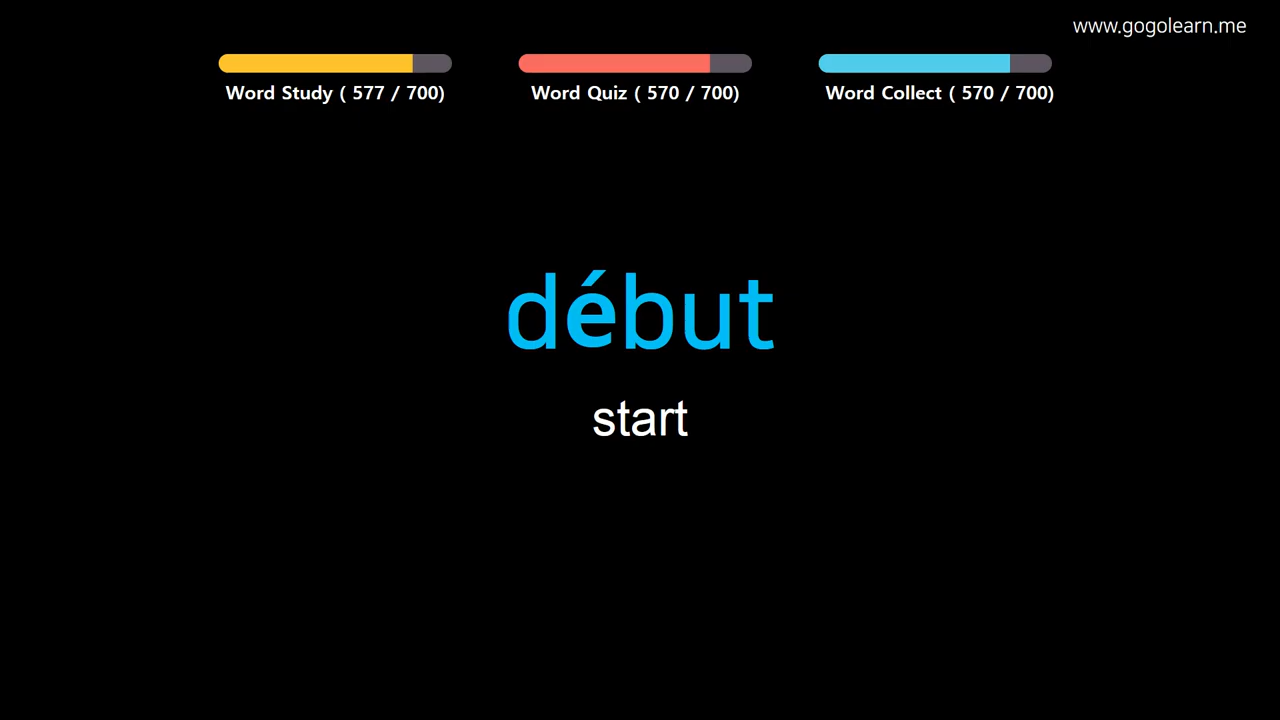 www.gogolearn.me
Word Study ( 577 / 700)
Word Quiz ( 570 / 700)
Word Collect ( 570 / 700)
début
start